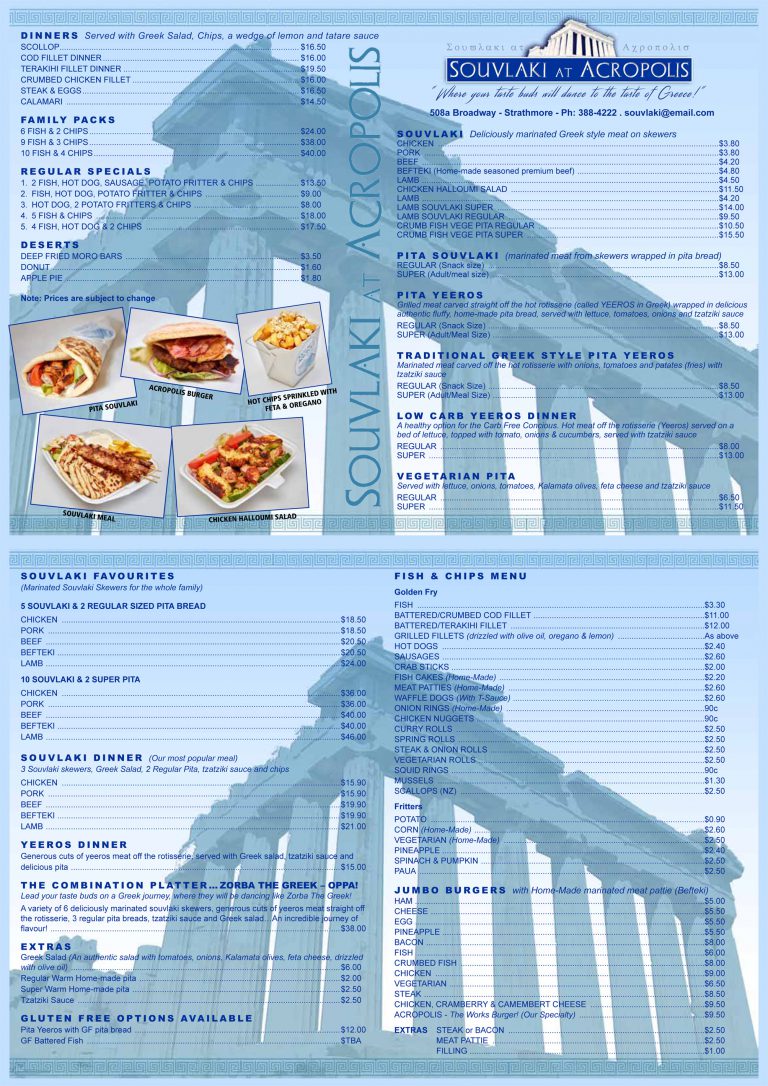 DINNERS Served with Greek Salad, Chips, a wedge of lemon and tatare sauce
SCOLLOP $16.50
COD FILLET DINNER $16.00
TERAKIHI FILLET DINNER $19.50
CRUMBED CHICKEN FILLET $16.00
STEAK & EGGS $16.50
CALAMARI $14.50
FAMILY PACKS
6 FISH & 2 CHIPS $24.00
9 FISH & 3 CHIPS $38.00
10 FISH & 4 CHIPS $40.00
REGULAR SPECIALS
1. 2 FISH, HOT DOG, SAUSAGE, POTATO FRITTER & CHIPS $13.50
2. FISH, HOT DOG, POTATO FRITTER & CHIPS $9.00
3. HOT DOG, 2 POTATO FRITTERS & CHIPS $8.00
4. 5 FISH & CHIPS $18.00
5. 4 FISH, HOT DOG & 2 CHIPS $17.50
DESERTS
DEEP FRIED MORO BARS $3.50
DONUT $1.60
APPLE PIE $1.80
Note: Prices are subject to change
PITA SOUVLAKI
ACROPOLIS BURGER
HOT CHIPS SPRINKLED WITH
FETA & OREGANO
SOUVLAKI MEAL
CHICKEN HALLOUMI SALAD
SOUVLAKI AT ACROPOLIS
Σουωλακι ατ Αχροπολισ
SOUVLAKI AT ACROPOLIS
"Where your taste buds will dance to the taste of Greece!"
508a Broadway - Strathmore - Ph: 388-4222 . souvlaki@email.com
SOUVLAKI Deliciously marinated Greek style meat on skewers
CHICKEN $3.80
PORK $3.80
BEEF $4.20
BEFTEKI (Home-made seasoned premium beef) $4.80
LAMB $4.50
CHICKEN HALLOUMI SALAD $11.50
LAMB $4.20
LAMB SOUVLAKI SUPER $14.00
LAMB SOUVLAKI REGULAR $9.50
CRUMB FISH VEGE PITA REGULAR $10.50
CRUMB FISH VEGE PITA SUPER $15.50
PITA SOUVLAKI (marinated meat from skewers wrapped in pita bread)
REGULAR (Snack size) $8.50
SUPER (Adult/meal size) $13.00
PITA YEEROS
Grilled meat carved straight off the hot rotisserie (called YEEROS in Greek) wrapped in delicious
authentic fluffy, home-made pita bread, served with lettuce, tomatoes, onions and tzatziki sauce
REGULAR (Snack Size) $8.50
SUPER (Adult/Meal Size) $13.00
TRADITIONAL GREEK STYLE PITA YEEROS
Marinated meat carved off the hot rotisserie with onions, tomatoes and patates (fries) with
tzatziki sauce
REGULAR (Snack Size) $8.50
SUPER (Adult/Meal Size) $13.00
LOW CARB YEEROS DINNER
A healthy option for the Carb Free Concious. Hot meat off the rotisserie (Yeeros) served on a
bed of lettuce, topped with tomato, onions & cucumbers, served with tzatziki sauce
REGULAR $8.00
SUPER $13.00
VEGETARIAN PITA
Served with lettuce, onions, tomatoes, Kalamata olives, feta cheese and tzatziki sauce
REGULAR $6.50
SUPER $11.50
SOUVLAKI FAVOURITES
(Marinated Souvlaki Skewers for the whole family)
5 SOUVLAKI & 2 REGULAR SIZED PITA BREAD
CHICKEN $18.50
PORK $18.50
BEEF $20.50
BEFTEKI $20.50
LAMB $24.00
10 SOUVLAKI & 2 SUPER PITA
CHICKEN $36.00
PORK $36.00
BEEF $40.00
BEFTEKI $40.00
LAMB $46.00
SOUVLAKI DINNER (Our most popular meal)
3 Souvlaki skewers, Greek Salad, 2 Regular Pita, tzatziki sauce and chips
CHICKEN $15.90
PORK $15.90
BEEF $19.90
BEFTEKI $19.90
LAMB $21.00
YEEROS DINNER
Generous cuts of yeeros meat off the rotisserie, served with Greek salad, tzatziki sauce and
delicious pita $15.00
THE COMBINATION PLATTER... ZORBA THE GREEK – OPPA!
Lead your taste buds on a Greek journey, where they will be dancing like Zorba The Greek!
A variety of 6 deliciously marinated souvlaki skewers, generous cuts of yeeros meat straight off
the rotisserie, 3 regular pita breads, tzatziki sauce and Greek salad... An incredible journey of
flavour! $38.00
EXTRAS
Greek Salad (An authentic salad with tomatoes, onions, Kalamata olives, feta cheese, drizzled
with olive oil) $6.00
Regular Warm Home-made pita $2.00
Super Warm Home-made pita $2.50
Tzatziki Sauce $2.50
GLUTEN FREE OPTIONS AVAILABLE
Pita Yeeros with GF pita bread $12.00
GF Battered Fish $TBA
FISH & CHIPS MENU
Golden Fry
FISH $3.30
BATTERED/CRUMBED COD FILLET $11.00
BATTERED/TERAKIHI FILLET $12.00
GRILLED FILLETS (drizzled with olive oil, oregano & lemon) As above
HOT DOGS $2.40
SAUSAGES $2.60
CRAB STICKS $2.00
FISH CAKES (Home-Made) $2.20
MEAT PATTIES (Home-Made) $2.60
WAFFLE DOGS (With T-Sauce) $2.60
ONION RINGS (Home-Made) 90c
CHICKEN NUGGETS 90c
CURRY ROLLS $2.50
SPRING ROLLS $2.50
STEAK & ONION ROLLS $2.50
VEGETARIAN ROLLS $2.50
SQUID RINGS 90c
MUSSELS $1.30
SCALLOPS (NZ) $2.50
Fritters
POTATO $0.90
CORN (Home-Made) $2.60
VEGETARIAN (Home-Made) $2.50
PINEAPPLE $2.40
SPINACH & PUMPKIN $2.50
PAUA $2.50
JUMBO BURGERS with Home-Made marinated meat pattie (Befteki)
HAM $5.00
CHEESE $5.50
EGG $5.50
PINEAPPLE $5.50
BACON $8.00
FISH $6.00
CRUMBED FISH $8.00
CHICKEN $9.00
VEGETARIAN $6.50
STEAK $8.50
CHICKEN, CRAMBERRY & CAMEMBERT CHEESE $9.50
ACROPOLIS - The Works Burger! (Our Specialty) $9.50
EXTRAS STEAK or BACON $2.50
MEAT PATTIE $2.50
FILLING $1.00